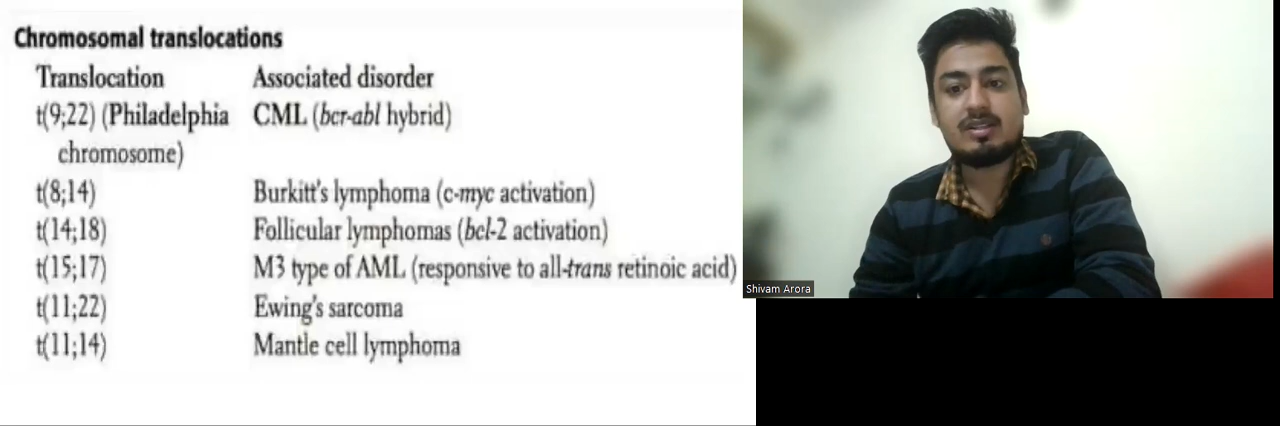 Chromosomal translocations
Translocation Associated disorder
t(9;22) (Philadelphia CML (bcr-abl hybrid)
chromosome)
t(8;14) Burkitt's lymphoma (c-myc activation)
t(14;18) Follicular lymphomas (bcl-2 activation)
t(15;17) M3 type of AML (responsive to all-trans retinoic acid)
t(11;22) Ewing's sarcoma
t(11;14) Mantle cell lymphoma
Shivam Arora